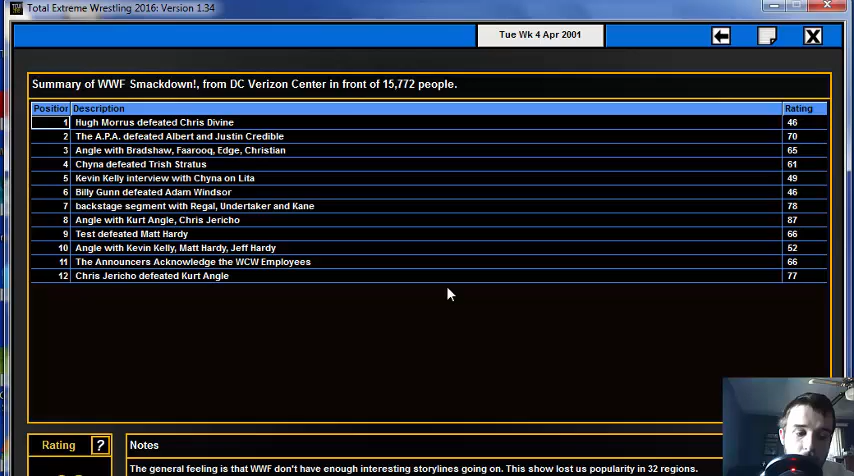 Total Extreme Wrestling 2016: Version 1.34
Tue Wk 4 Apr 2001
Summary of WWF Smackdown!, from DC Verizon Center in front of 15,772 people.
Position Description Rating
1 Hugh Morrus defeated Chris Divine 46
2 The A.P.A. defeated Albert and Justin Credible 70
3 Angle with Bradshaw, Faarooq, Edge, Christian 65
4 Chyna defeated Trish Stratus 61
5 Kevin Kelly interview with Chyna on Lita 49
6 Billy Gunn defeated Adam Windsor 46
7 backstage segment with Regal, Undertaker and Kane 78
8 Angle with Kurt Angle, Chris Jericho 87
9 Test defeated Matt Hardy 66
10 Angle with Kevin Kelly, Matt Hardy, Jeff Hardy 52
11 The Announcers Acknowledge the WCW Employees 66
12 Chris Jericho defeated Kurt Angle 77
Rating ? Notes
The general feeling is that WWF don't have enough interesting storylines going on. This show lost us popularity in 32 regions.